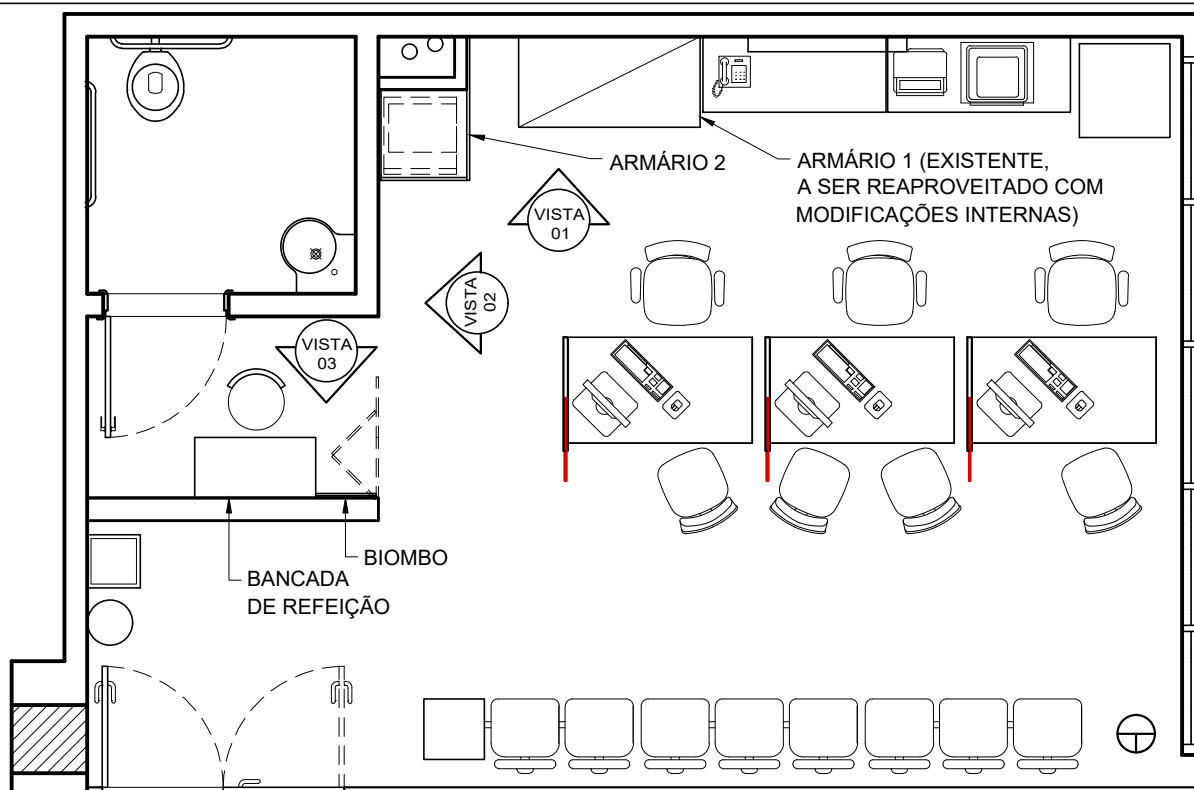 ARMÁRIO 2
ARMÁRIO 1 (EXISTENTE,
A SER REAPROVEITADO COM
MODIFICAÇÕES INTERNAS)
VISTA
01
VISTA
02
VISTA
03
BIOMBO
BANCADA
DE REFEIÇÃO